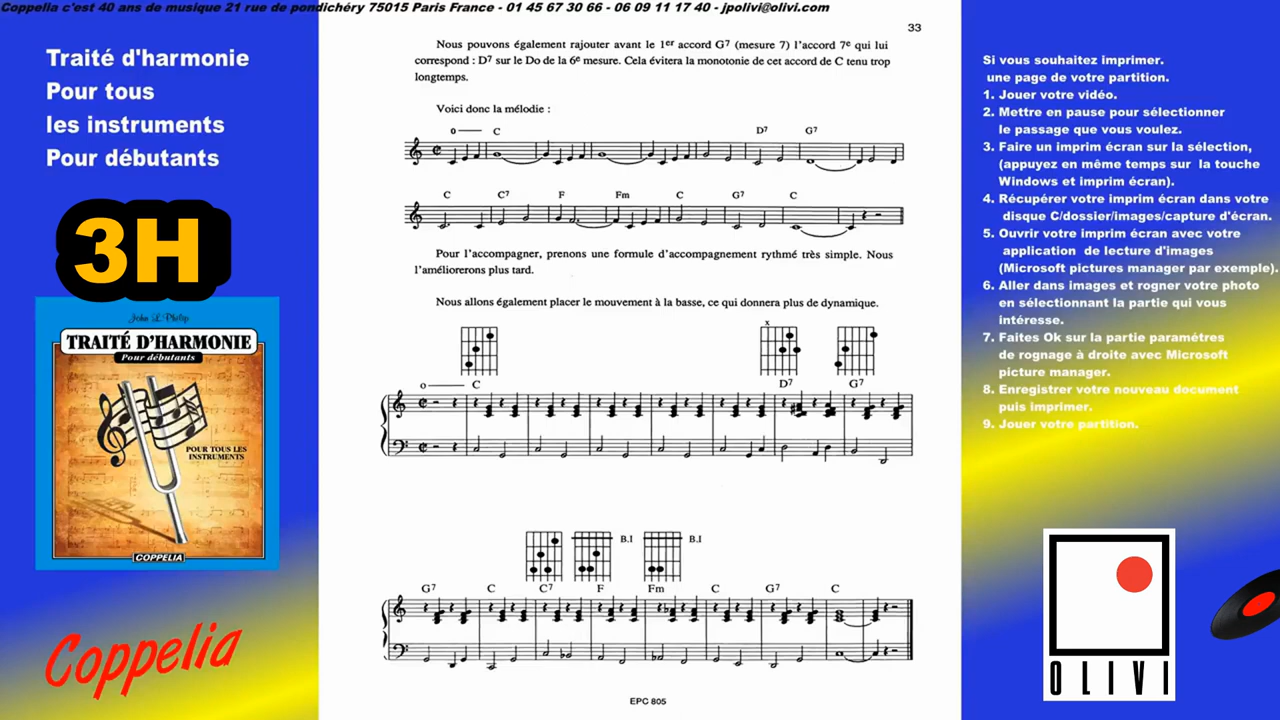 Coppelia c'est 40 ans de musique 21 rue de pondichéry 75015 Paris France - 01 45 67 30 66 - 06 09 11 17 40 - jpolivi@olivi.com
Traité d'harmonie
Pour tous
les instruments
Pour débutants
3H
John L. Philip
TRAITÉ D'HARMONIE
Pour débutants
POUR TOUS LES
INSTRUMENTS
COPPELIA
Coppelia
33
Nous pouvons également rajouter avant le 1er accord G7 (mesure 7) l'accord 7e qui lui
correspond : D7 sur le Do de la 6e mesure. Cela évitera la monotonie de cet accord de C tenu trop
longtemps.
Voici donc la mélodie :
o C D7 G7
C C7 F Fm C G7 C
Pour l'accompagner, prenons une formule d'accompagnement rythmé très simple. Nous
l'améliorerons plus tard.
Nous allons également placer le mouvement à la basse, ce qui donnera plus de dynamique.
x
o C D7 G7
B.I B.I
G7 C C7 F Fm C G7 C
EPC 805
Si vous souhaitez imprimer.
une page de votre partition.
1. Jouer votre vidéo.
2. Mettre en pause pour sélectionner
le passage que vous voulez.
3. Faire un imprim écran sur la sélection,
(appuyez en même temps sur la touche
Windows et imprim écran).
4. Récupérer votre imprim écran dans votre
disque C/dossier/images/capture d'écran.
5. Ouvrir votre imprim écran avec votre
application de lecture d'images
(Microsoft pictures manager par exemple).
6. Aller dans images et rogner votre photo
en sélectionnant la partie qui vous
intéresse.
7. Faites Ok sur la partie paramétres
de rognage à droite avec Microsoft
picture manager.
8. Enregistrer votre nouveau document
puis imprimer.
9. Jouer votre partition.
OLIVI